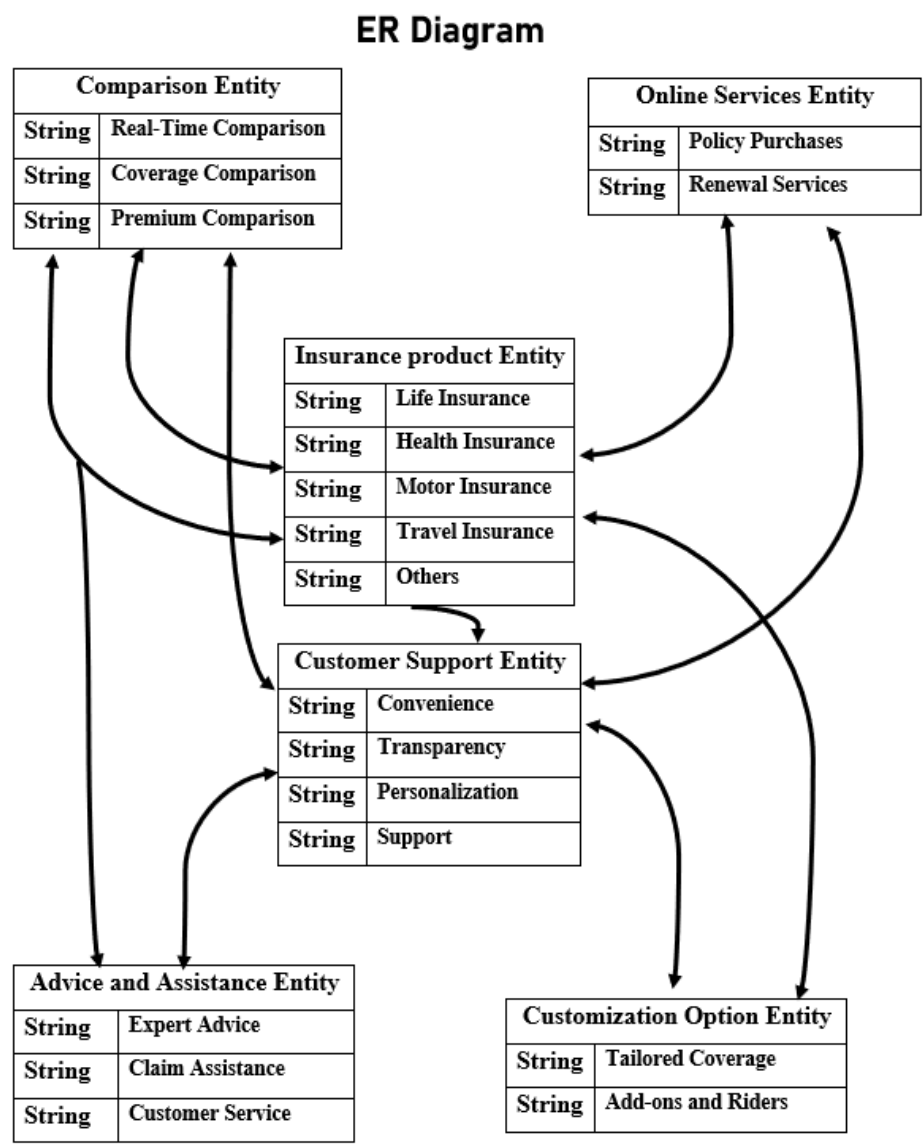 ER Diagram
Comparison Entity
String Real-Time Comparison
String Coverage Comparison
String Premium Comparison
Online Services Entity
String Policy Purchases
String Renewal Services
Insurance product Entity
String Life Insurance
String Health Insurance
String Motor Insurance
String Travel Insurance
String Others
Customer Support Entity
String Convenience
String Transparency
String Personalization
String Support
Advice and Assistance Entity
String Expert Advice
String Claim Assistance
String Customer Service
Customization Option Entity
String Tailored Coverage
String Add-ons and Riders